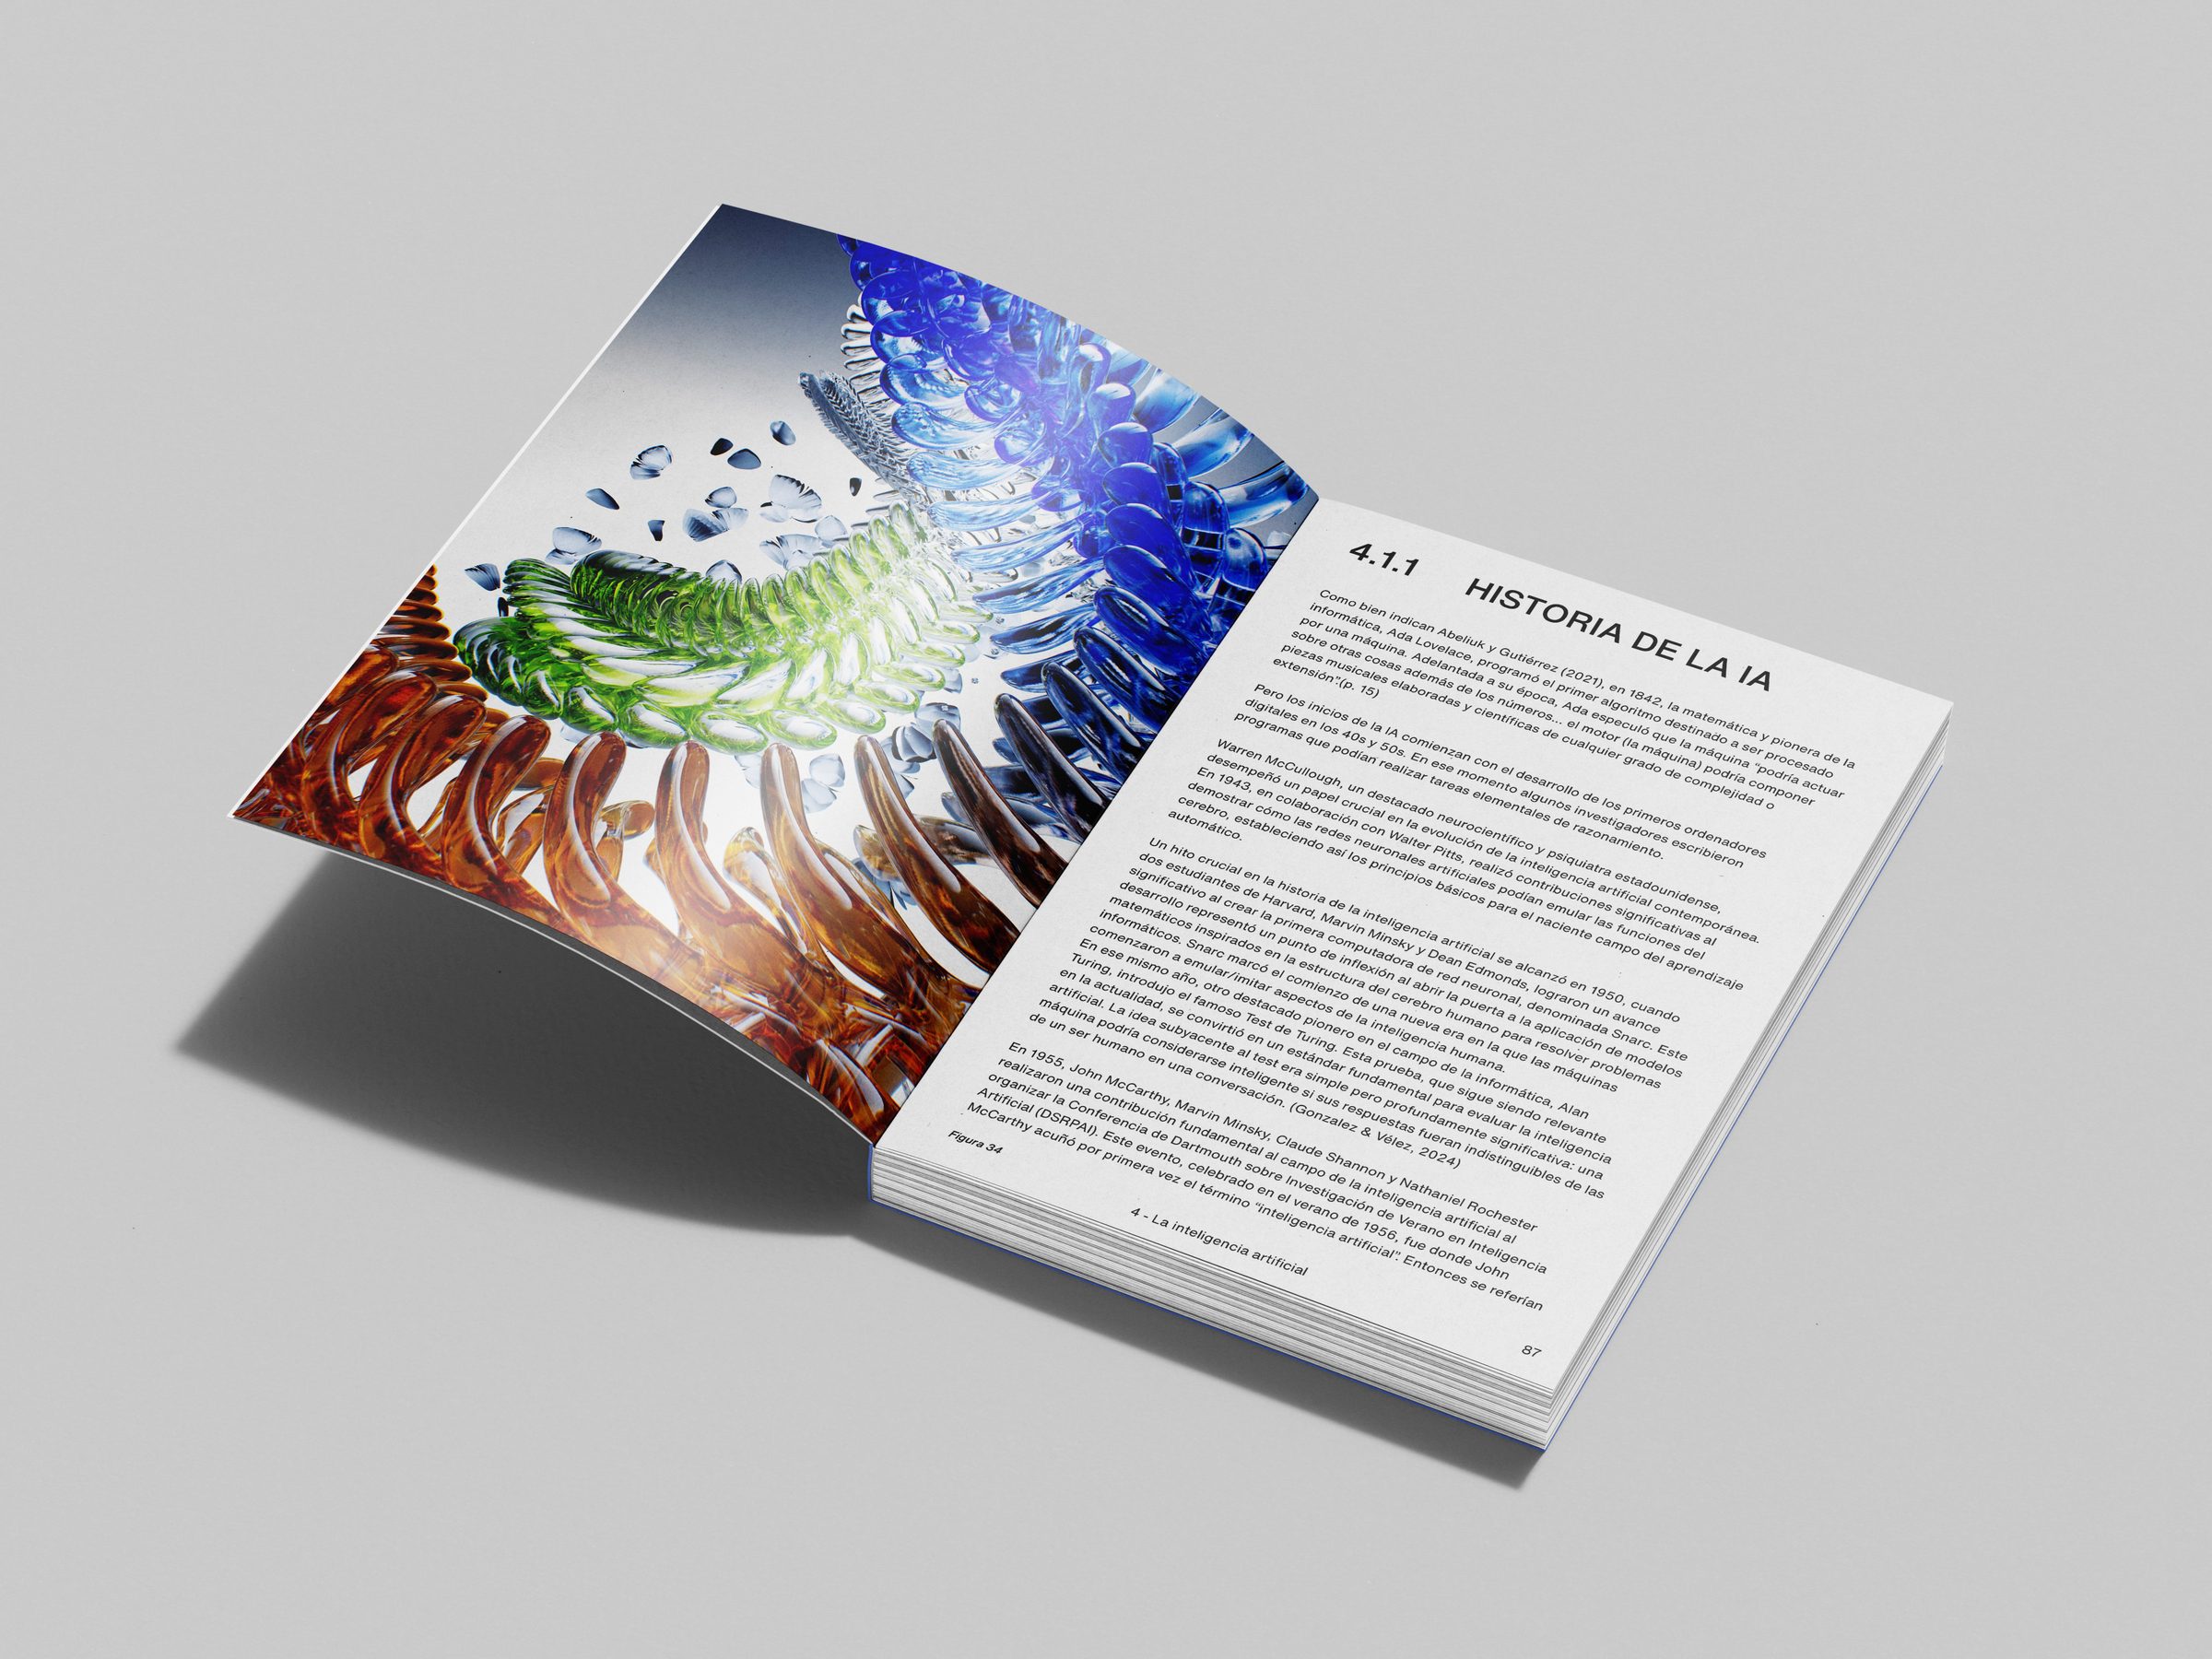 4.1.1 HISTORIA DE LA IA
Como bien indican Abeliuk y Gutiérrez (2021), en 1842, la matemática y pionera de la
informática, Ada Lovelace, programó el primer algoritmo destinado a ser procesado
por una máquina. Adelantada a su época, Ada especuló que la máquina “podría actuar
sobre otras cosas además de los números... el motor (la máquina) podría componer
piezas musicales elaboradas y científicas de cualquier grado de complejidad o
extensión”.(p. 15)
Pero los inicios de la IA comienzan con el desarrollo de los primeros ordenadores
digitales en los 40s y 50s. En ese momento algunos investigadores escribieron
programas que podían realizar tareas elementales de razonamiento.
Warren McCullough, un destacado neurocientífico y psiquiatra estadounidense,
desempeñó un papel crucial en la evolución de la inteligencia artificial contemporánea.
En 1943, en colaboración con Walter Pitts, realizó contribuciones significativas al
demostrar cómo las redes neuronales artificiales podían emular las funciones del
cerebro, estableciendo así los principios básicos para el naciente campo del aprendizaje
automático.
Un hito crucial en la historia de la inteligencia artificial se alcanzó en 1950, cuando
dos estudiantes de Harvard, Marvin Minsky y Dean Edmonds, lograron un avance
significativo al crear la primera computadora de red neuronal, denominada Snarc. Este
desarrollo representó un punto de inflexión al abrir la puerta a la aplicación de modelos
matemáticos inspirados en la estructura del cerebro humano para resolver problemas
informáticos. Snarc marcó el comienzo de una nueva era en la que las máquinas
comenzaron a emular/imitar aspectos de la inteligencia humana.
En ese mismo año, otro destacado pionero en el campo de la informática, Alan
Turing, introdujo el famoso Test de Turing. Esta prueba, que sigue siendo relevante
en la actualidad, se convirtió en un estándar fundamental para evaluar la inteligencia
artificial. La idea subyacente al test era simple pero profundamente significativa: una
máquina podría considerarse inteligente si sus respuestas fueran indistinguibles de las
de un ser humano en una conversación. (Gonzalez & Vélez, 2024)
En 1955, John McCarthy, Marvin Minsky, Claude Shannon y Nathaniel Rochester
realizaron una contribución fundamental al campo de la inteligencia artificial al
organizar la Conferencia de Dartmouth sobre Investigación de Verano en Inteligencia
Artificial (DSRPAI). Este evento, celebrado en el verano de 1956, fue donde John
McCarthy acuñó por primera vez el término “inteligencia artificial”. Entonces se referían
Figura 34
4 - La inteligencia artificial
87